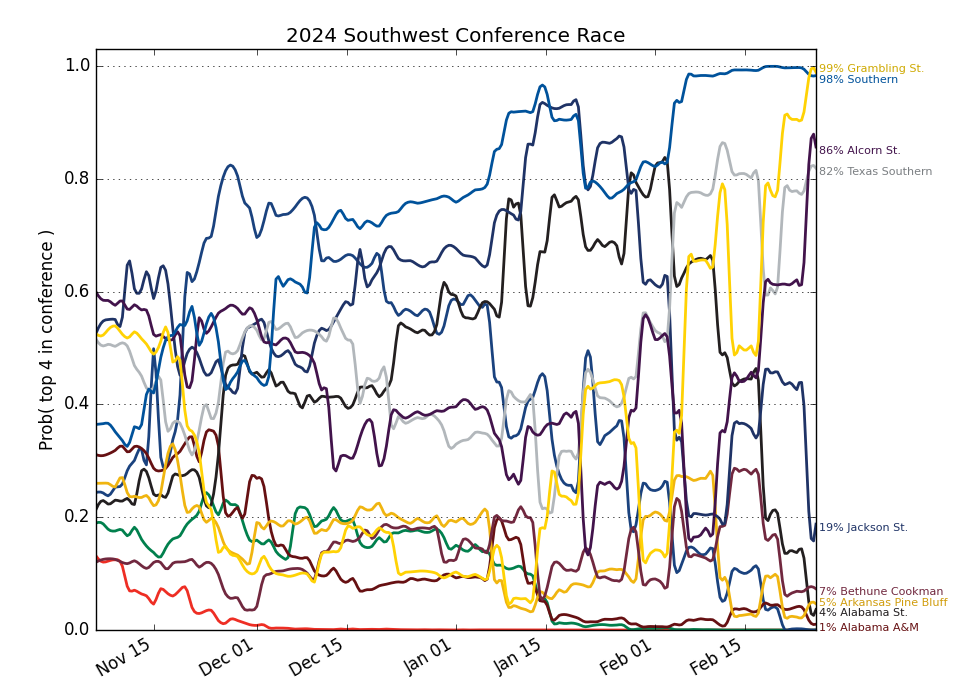 2024 Southwest Conference Race
Prob( top 4 in conference )
1.0
0.8
0.6
0.4
0.2
0.0
Nov 15
Dec 01
Dec 15
Jan 01
Jan 15
Feb 01
Feb 15
99% Grambling St.
98% Southern
86% Alcorn St.
82% Texas Southern
19% Jackson St.
7% Bethune Cookman
5% Arkansas Pine Bluff
4% Alabama St.
1% Alabama A&M